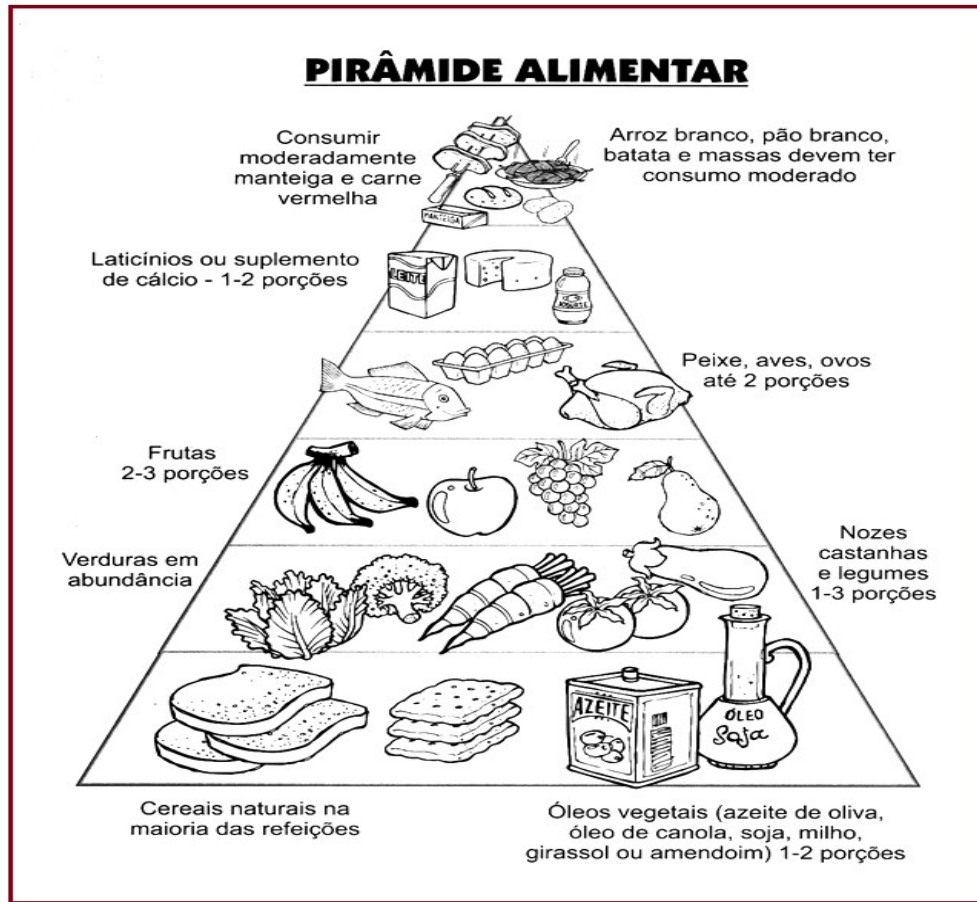 PIRÂMIDE ALIMENTAR
Consumir
moderadamente
manteiga e carne
vermelha
Arroz branco, pão branco,
batata e massas devem ter
consumo moderado
MANTEIGA
Laticínios ou suplemento
de cálcio - 1-2 porções
LEITE
IOGURTE
Peixe, aves, ovos
até 2 porções
Frutas
2-3 porções
Verduras em
abundância
Nozes
castanhas
e legumes
1-3 porções
AZEITE
ÓLEO
Soja
Cereais naturais na
maioria das refeições
Óleos vegetais (azeite de oliva,
óleo de canola, soja, milho,
girassol ou amendoim) 1-2 porções